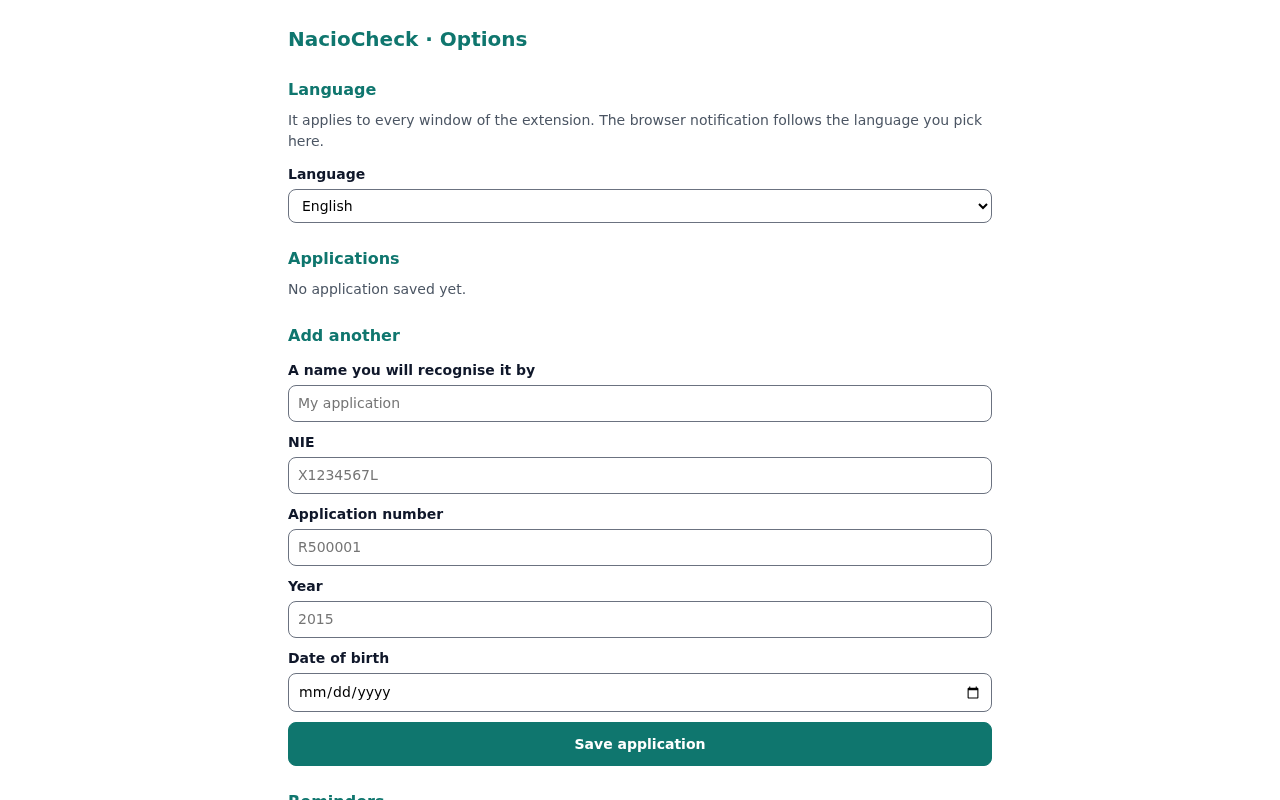 NacioCheck · Options
Language
It applies to every window of the extension. The browser notification follows the language you pick
here.
Language
English
Applications
No application saved yet.
Add another
A name you will recognise it by
My application
NIE
X1234567L
Application number
R500001
Year
2015
Date of birth
mm/dd/yyyy
Save application
Reminders